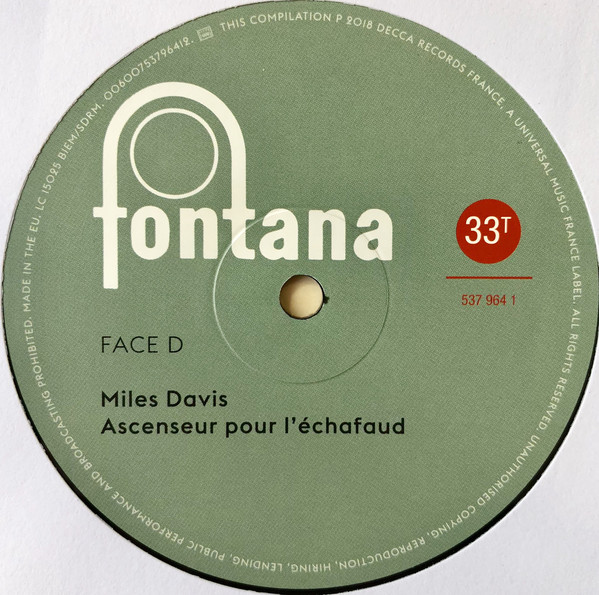 fontana
33T
537 964 1
FACE D
Miles Davis
Ascenseur pour l'échafaud
THIS COMPILATION P 2018 DECCA RECORDS FRANCE, A UNIVERSAL MUSIC FRANCE LABEL. ALL RIGHTS RESERVED. UNAUTHORISED COPYING, REPRODUCTION, HIRING, LENDING, PUBLIC PERFORMANCE AND BROADCASTING PROHIBITED. MADE IN THE EU. LC 15025 BIEM/SDRM. 00600753796412.